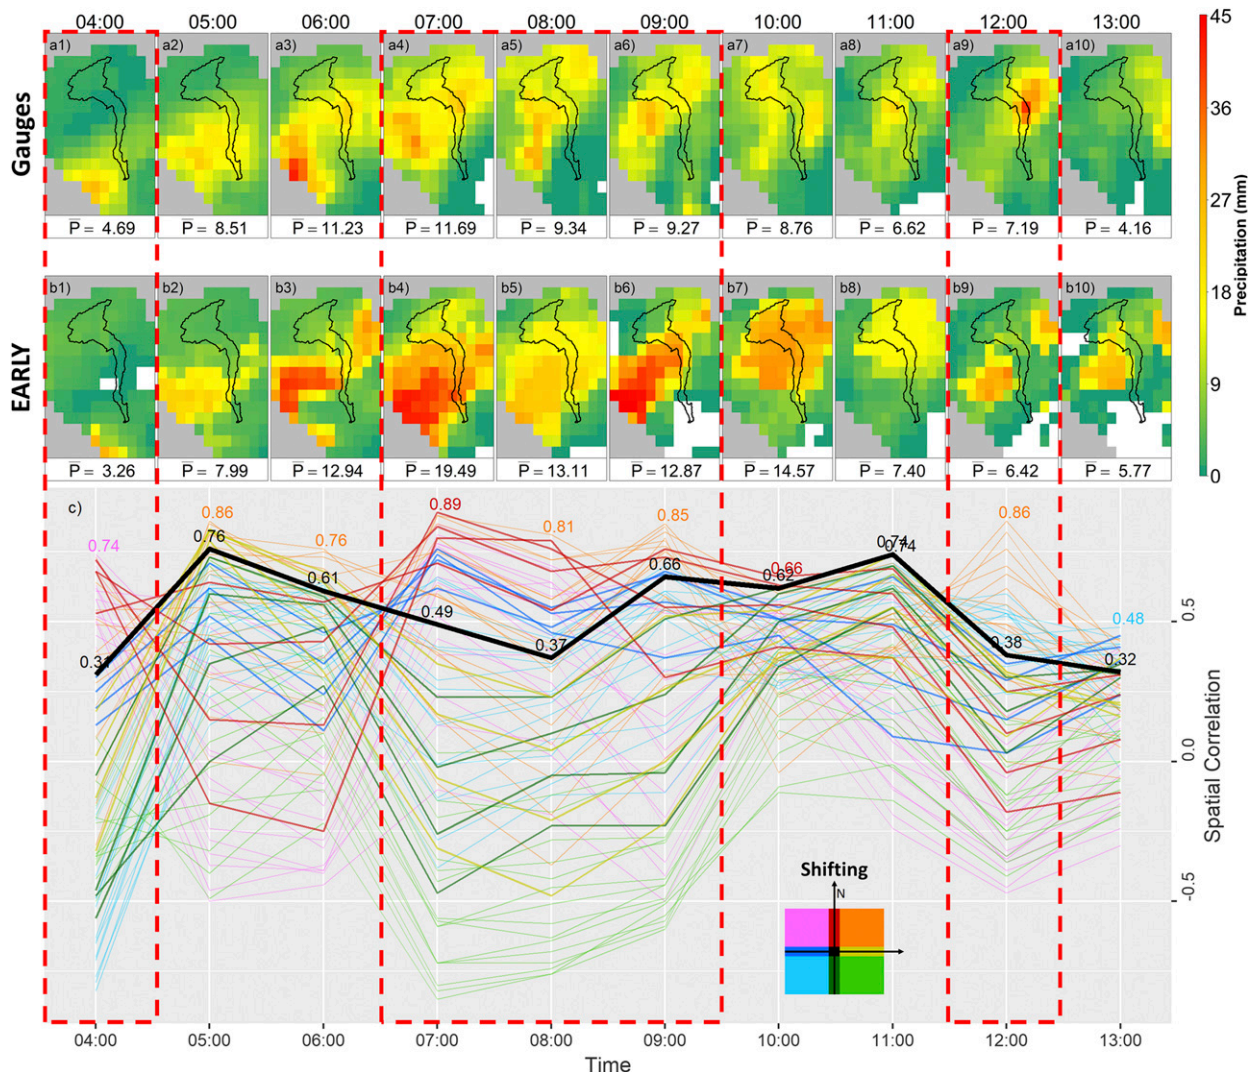 04:00 05:00 06:00 07:00 08:00 09:00 10:00 11:00 12:00 13:00
Gauges
a1) a2) a3) a4) a5) a6) a7) a8) a9) a10)
P̅ = 4.69 P̅ = 8.51 P̅ = 11.23 P̅ = 11.69 P̅ = 9.34 P̅ = 9.27 P̅ = 8.76 P̅ = 6.62 P̅ = 7.19 P̅ = 4.16
EARLY
b1) b2) b3) b4) b5) b6) b7) b8) b9) b10)
P̅ = 3.26 P̅ = 7.99 P̅ = 12.94 P̅ = 19.49 P̅ = 13.11 P̅ = 12.87 P̅ = 14.57 P̅ = 7.40 P̅ = 6.42 P̅ = 5.77
45
36
27
18
9
0
Precipitation (mm)
c)
0.74 0.86 0.76 0.89 0.81 0.85 0.66 0.74 0.86 0.48
0.76 0.61 0.49 0.37 0.66 0.62 0.74 0.38 0.32
0.5
0.0
-0.5
Spatial Correlation
Shifting
N
04:00 05:00 06:00 07:00 08:00 09:00 10:00 11:00 12:00 13:00
Time